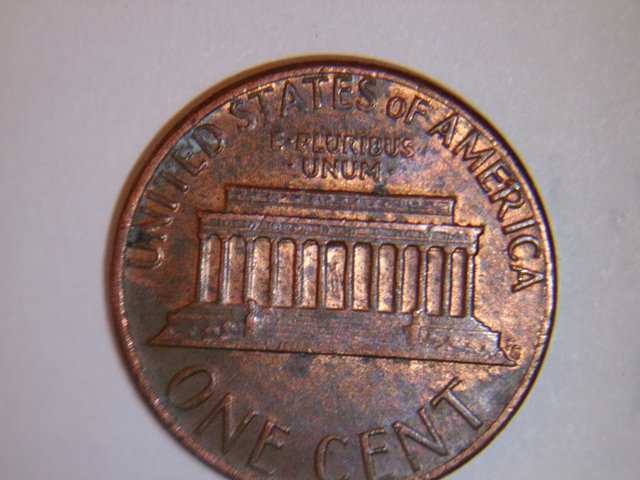 UNITED STATES OF AMERICA
E·PLURIBUS
·UNUM·
ONE CENT